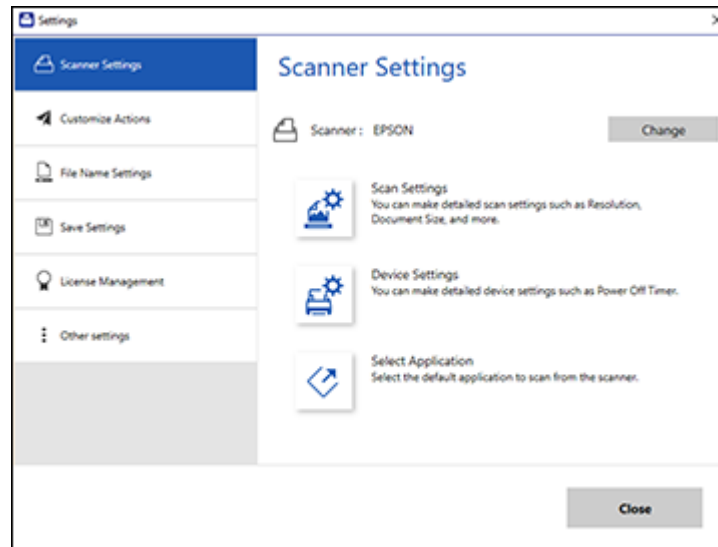 Settings
Scanner Settings
Customize Actions
File Name Settings
Save Settings
License Management
Other settings
Scanner Settings
Scanner : EPSON
Change
Scan Settings
You can make detailed scan settings such as Resolution,
Document Size, and more.
Device Settings
You can make detailed device settings such as Power Off Timer.
Select Application
Select the default application to scan from the scanner.
Close